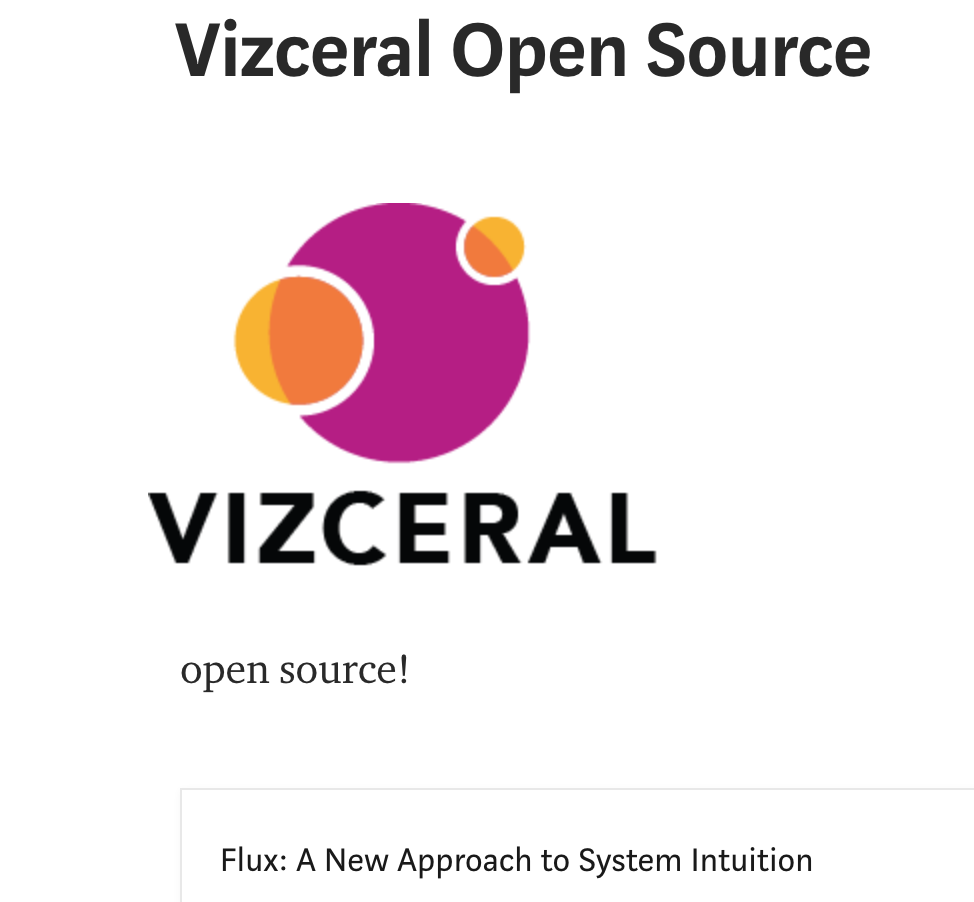 Vizceral Open Source
VIZCERAL
open source!
Flux: A New Approach to System Intuition